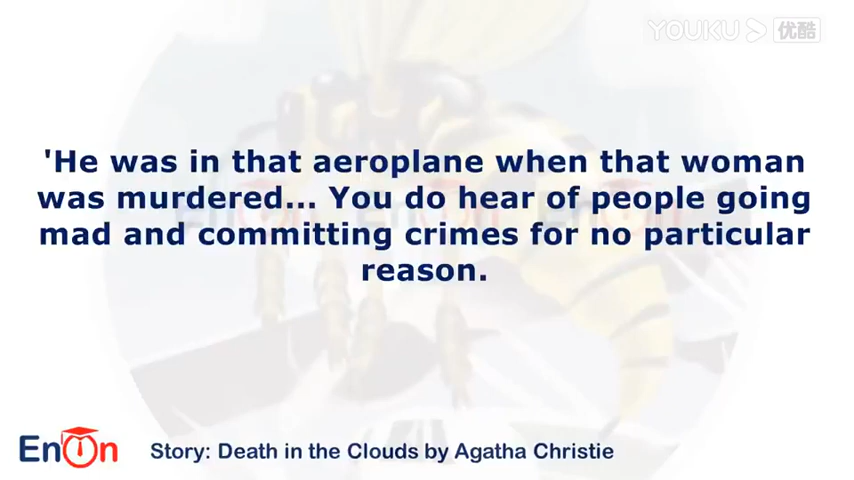 YOUKU 优酷
'He was in that aeroplane when that woman
was murdered... You do hear of people going
mad and committing crimes for no particular
reason.
EnOn
Story: Death in the Clouds by Agatha Christie